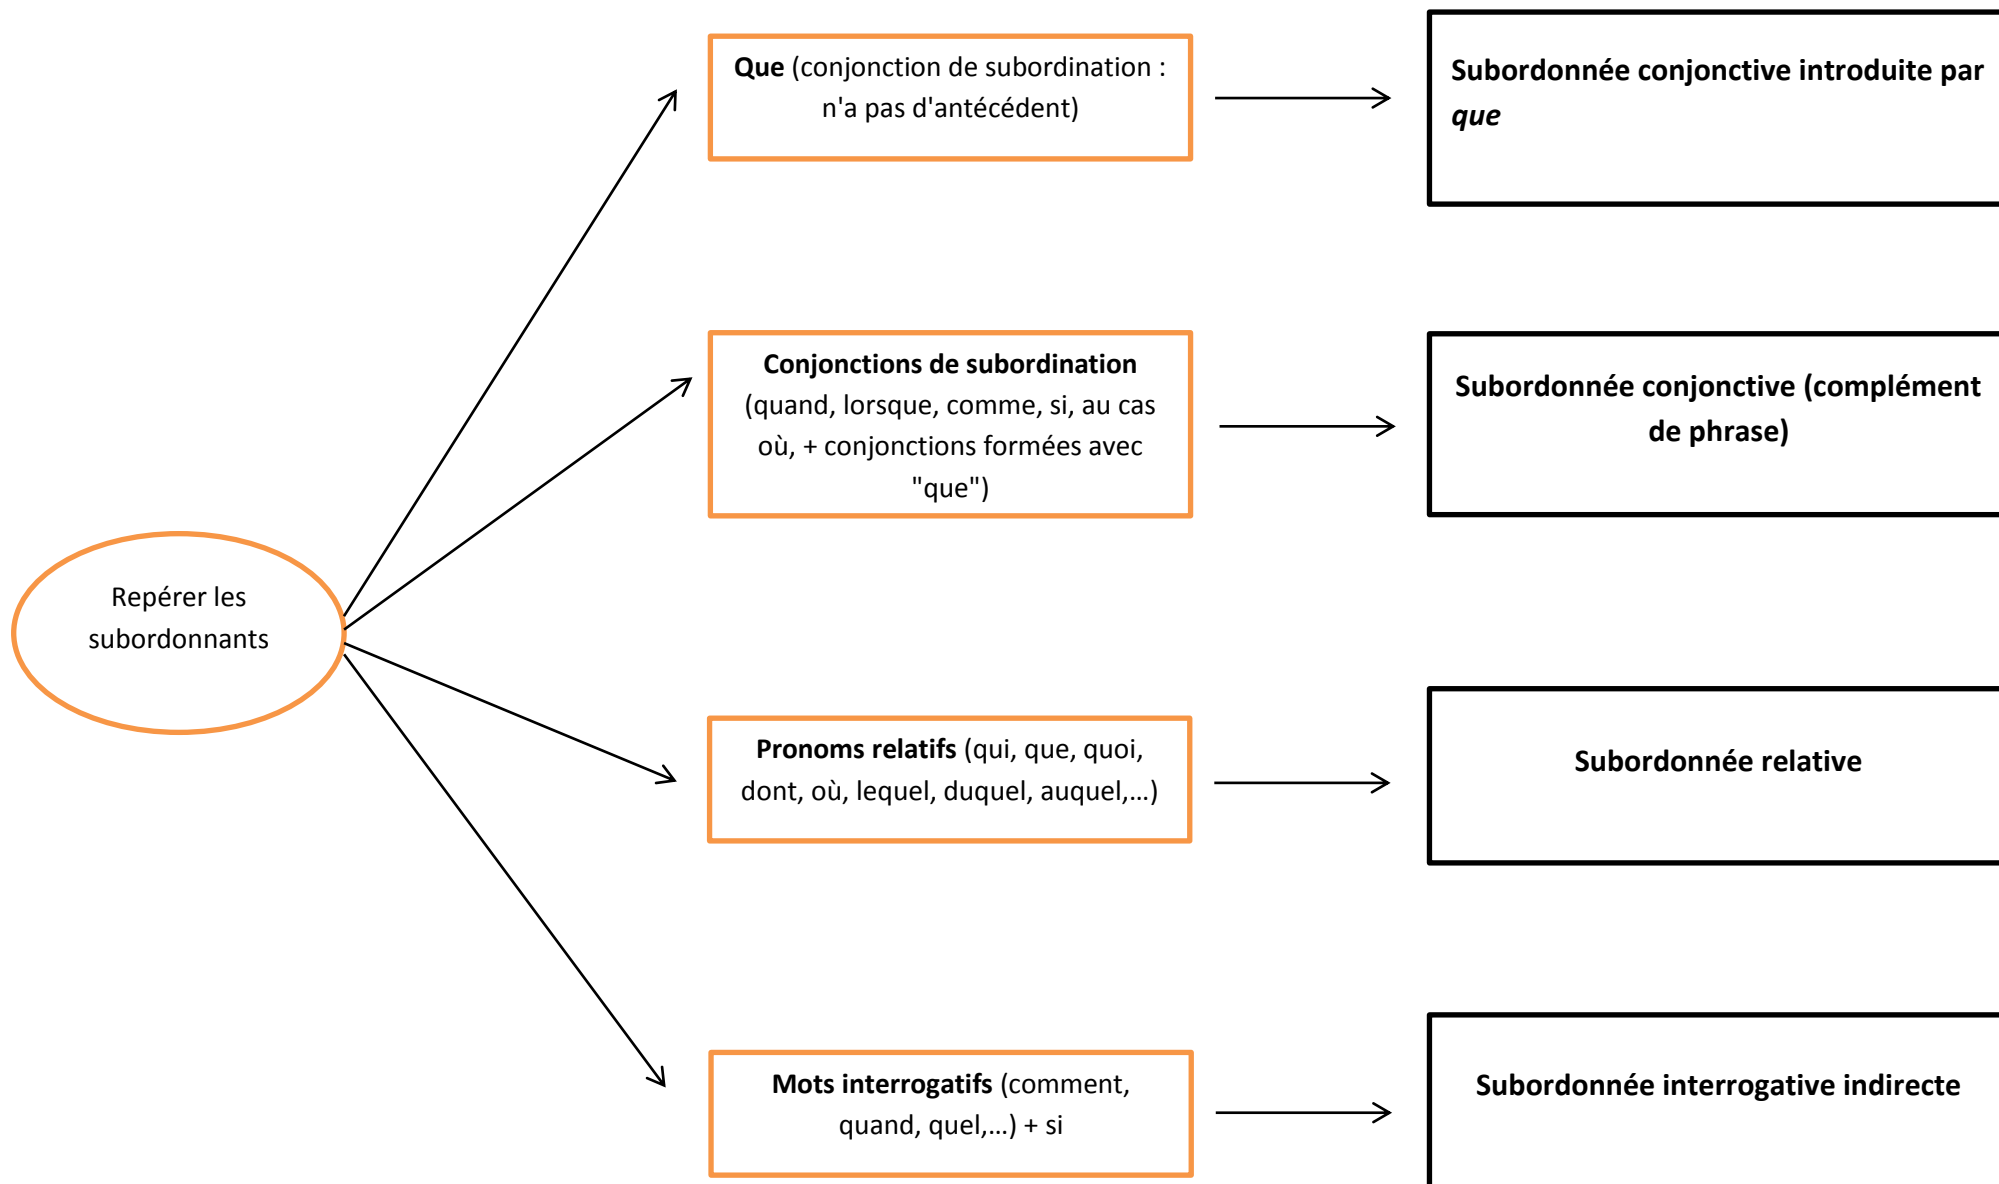 Que (conjonction de subordination :
n'a pas d'antécédent)
Subordonnée conjonctive introduite par
que
Conjonctions de subordination
(quand, lorsque, comme, si, au cas
où, + conjonctions formées avec
"que")
Subordonnée conjonctive (complément
de phrase)
Repérer les
subordonnants
Pronoms relatifs (qui, que, quoi,
dont, où, lequel, duquel, auquel,...)
Subordonnée relative
Mots interrogatifs (comment,
quand, quel,...) + si
Subordonnée interrogative indirecte